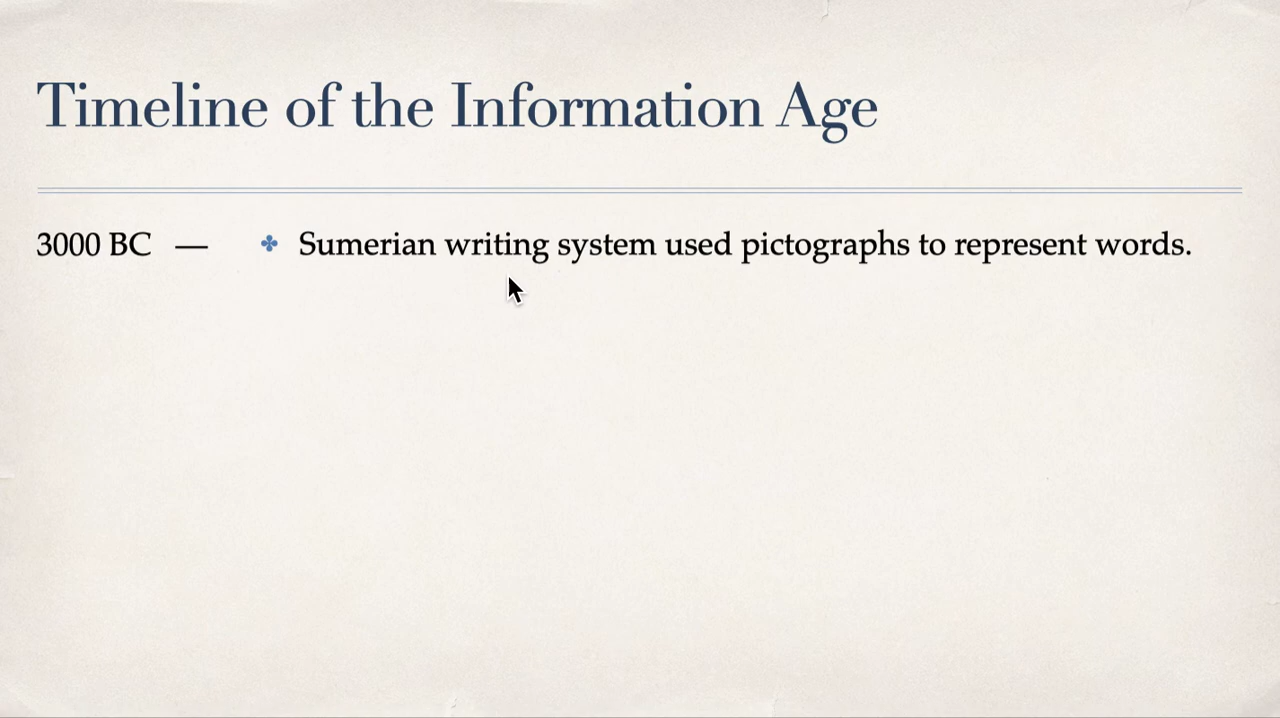 Timeline of the Information Age
3000 BC — ✤ Sumerian writing system used pictographs to represent words.